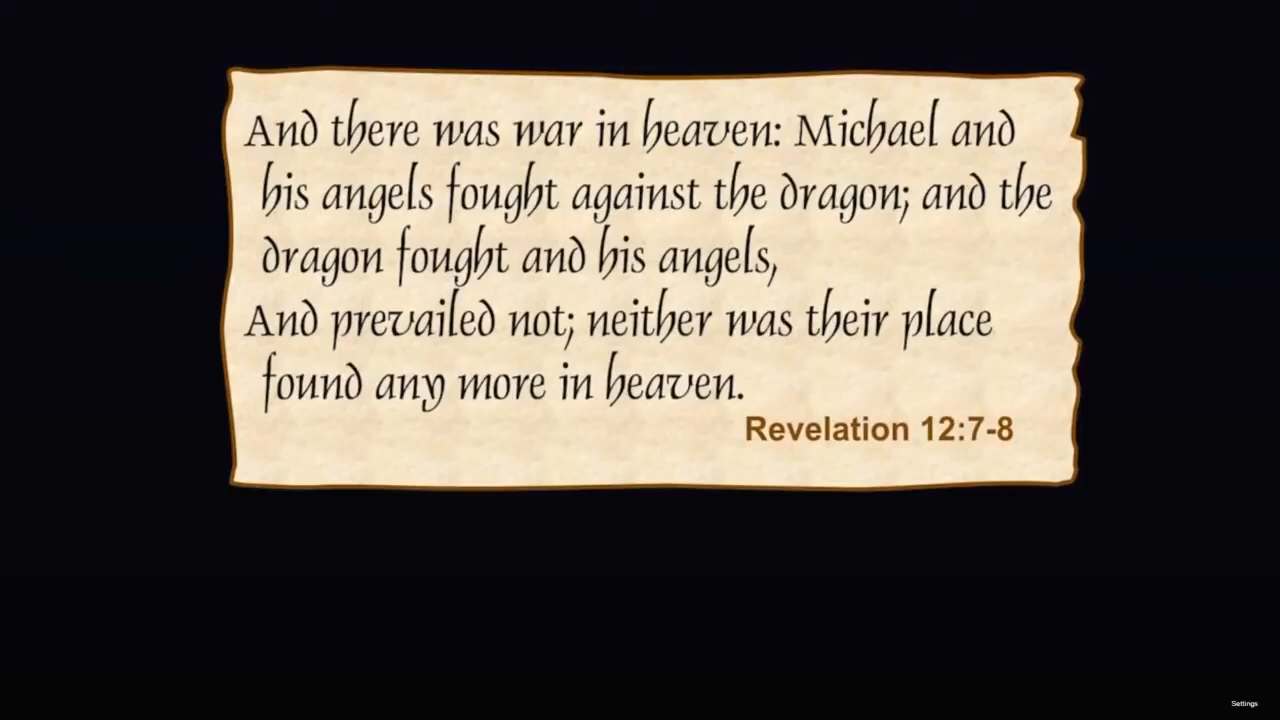 And there was war in heaven: Michael and
his angels fought against the dragon; and the
dragon fought and his angels,
And prevailed not; neither was their place
found any more in heaven.
Revelation 12:7-8
Settings